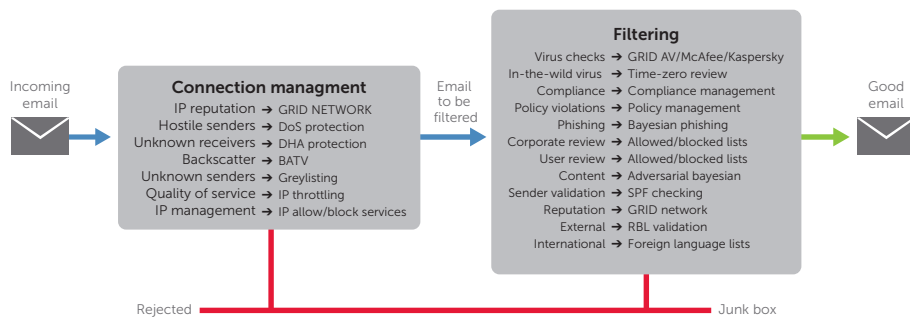 Incoming
email
Connection managment
IP reputation ➔ GRID NETWORK
Hostile senders ➔ DoS protection
Unknown receivers ➔ DHA protection
Backscatter ➔ BATV
Unknown senders ➔ Greylisting
Quality of service ➔ IP throttling
IP management ➔ IP allow/block services
Email
to be
filtered
Filtering
Virus checks ➔ GRID AV/McAfee/Kaspersky
In-the-wild virus ➔ Time-zero review
Compliance ➔ Compliance management
Policy violations ➔ Policy management
Phishing ➔ Bayesian phishing
Corporate review ➔ Allowed/blocked lists
User review ➔ Allowed/blocked lists
Content ➔ Adversarial bayesian
Sender validation ➔ SPF checking
Reputation ➔ GRID network
External ➔ RBL validation
International ➔ Foreign language lists
Good
email
Rejected
Junk box